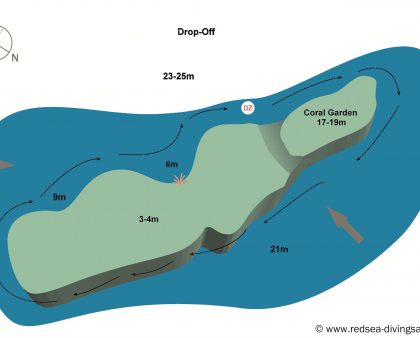 Drop-Off
N
23-25m
DZ
Coral Garden
17-19m
6m
9m
3-4m
21m
© www.redsea-divingsa